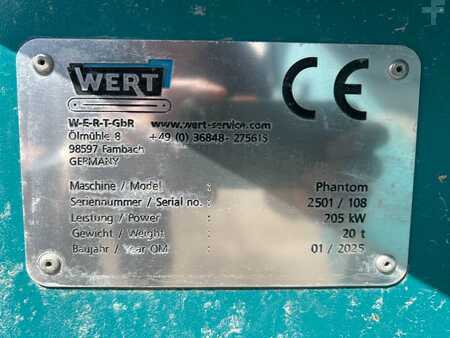 WERT
CE
W-E-R-T-GbR www.wert-service.com
Ölmühle 8 +49 (0) 36848- 275615
98597 Fambach
GERMANY
Maschine / Model : Phantom
Seriennummer / Serial no. : 2501 / 108
Leistung / Power : 205 kW
Gewicht / Weight : 20 t
Baujahr / Year OM : 01 / 2025